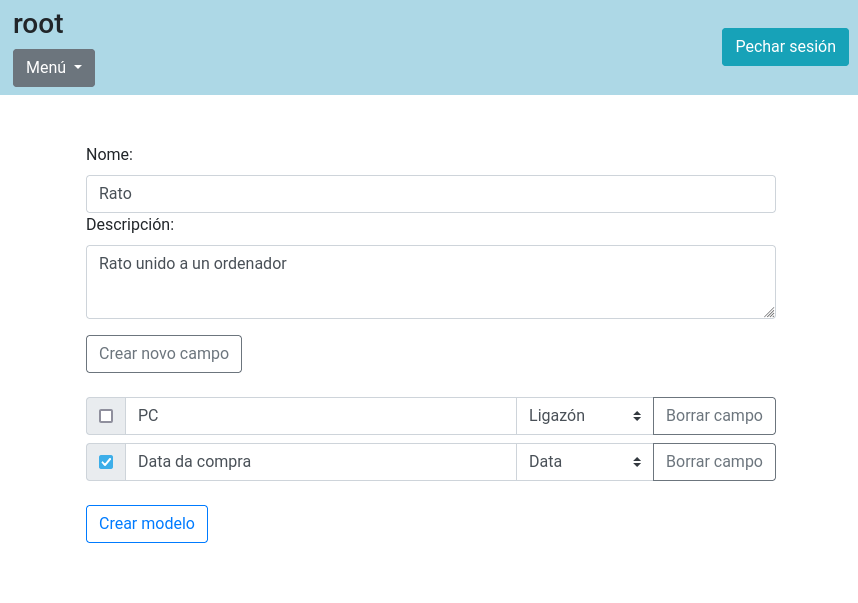 root
Menú
Pechar sesión
Nome:
Rato
Descripción:
Rato unido a un ordenador
Crear novo campo
PC Ligazón Borrar campo
Data da compra Data Borrar campo
Crear modelo